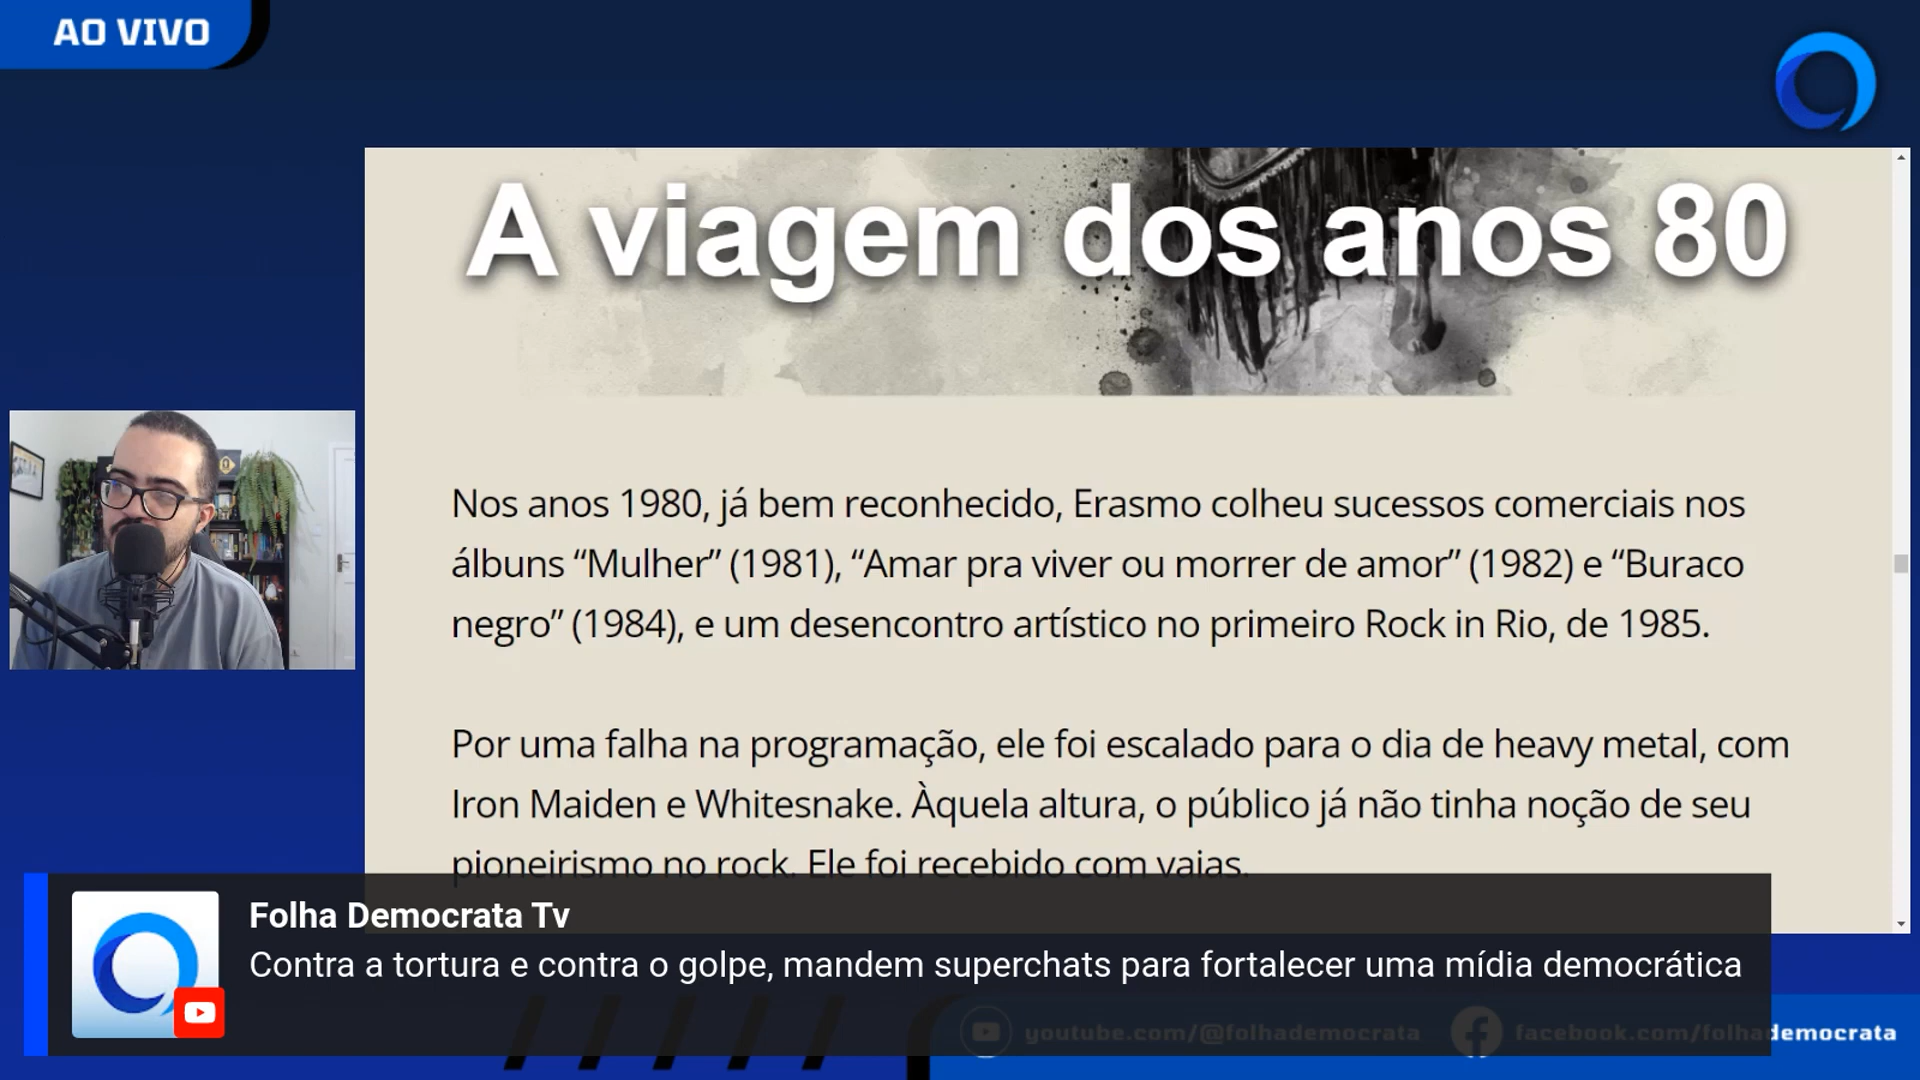 AO VIVO
A viagem dos anos 80
Nos anos 1980, já bem reconhecido, Erasmo colheu sucessos comerciais nos
álbuns “Mulher” (1981), “Amar pra viver ou morrer de amor” (1982) e “Buraco
negro” (1984), e um desencontro artístico no primeiro Rock in Rio, de 1985.
Por uma falha na programação, ele foi escalado para o dia de heavy metal, com
Iron Maiden e Whitesnake. Àquela altura, o público já não tinha noção de seu
pioneirismo no rock. Ele foi recebido com vaias.
Folha Democrata Tv
Contra a tortura e contra o golpe, mandem superchats para fortalecer uma mídia democrática
youtube.com/@folhademocrata
facebook.com/folhademocrata